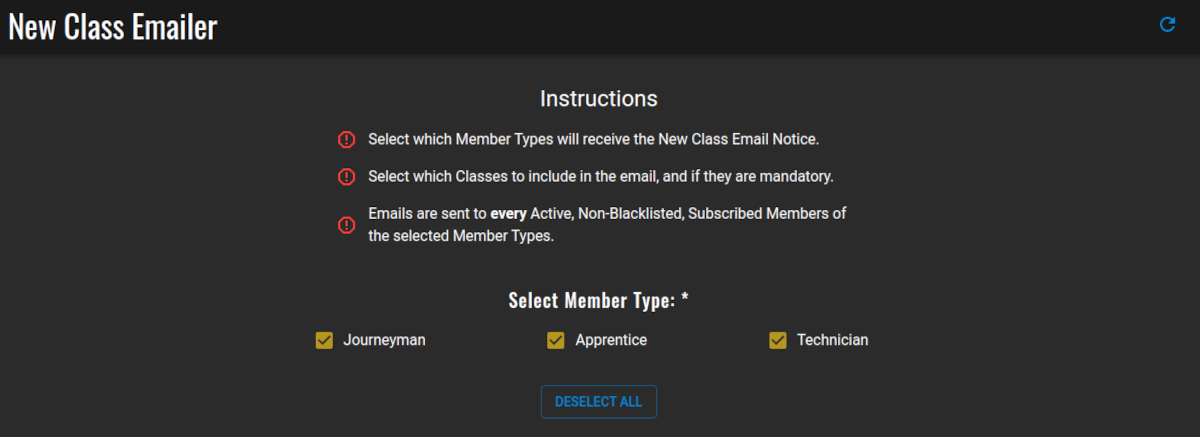 New Class Emailer
Instructions
Select which Member Types will receive the New Class Email Notice.
Select which Classes to include in the email, and if they are mandatory.
Emails are sent to every Active, Non-Blacklisted, Subscribed Members of
the selected Member Types.
Select Member Type: *
Journeyman Apprentice Technician
DESELECT ALL